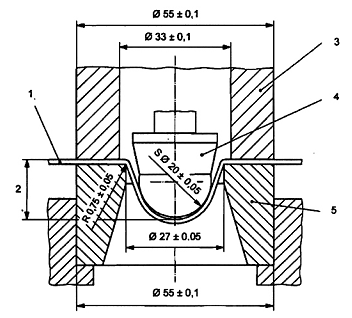 Ø 55 ± 0,1
Ø 33 ± 0,1
3
1
4
S Ø 20 ± 0,05
2
R 0,75 ± 0,05
5
Ø 27 ± 0,05
Ø 55 ± 0,1